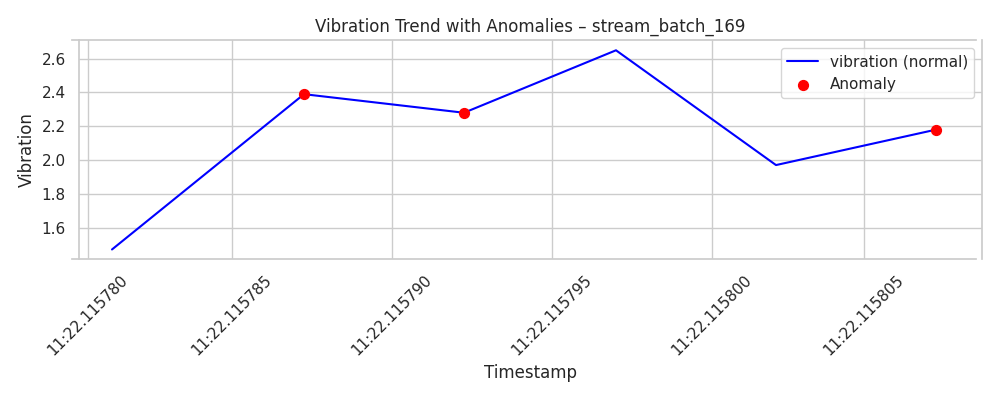 Vibration Trend with Anomalies – stream_batch_169
vibration (normal)
Anomaly
Vibration
2.6
2.4
2.2
2.0
1.8
1.6
11:22.115780
11:22.115785
11:22.115790
11:22.115795
11:22.115800
11:22.115805
Timestamp